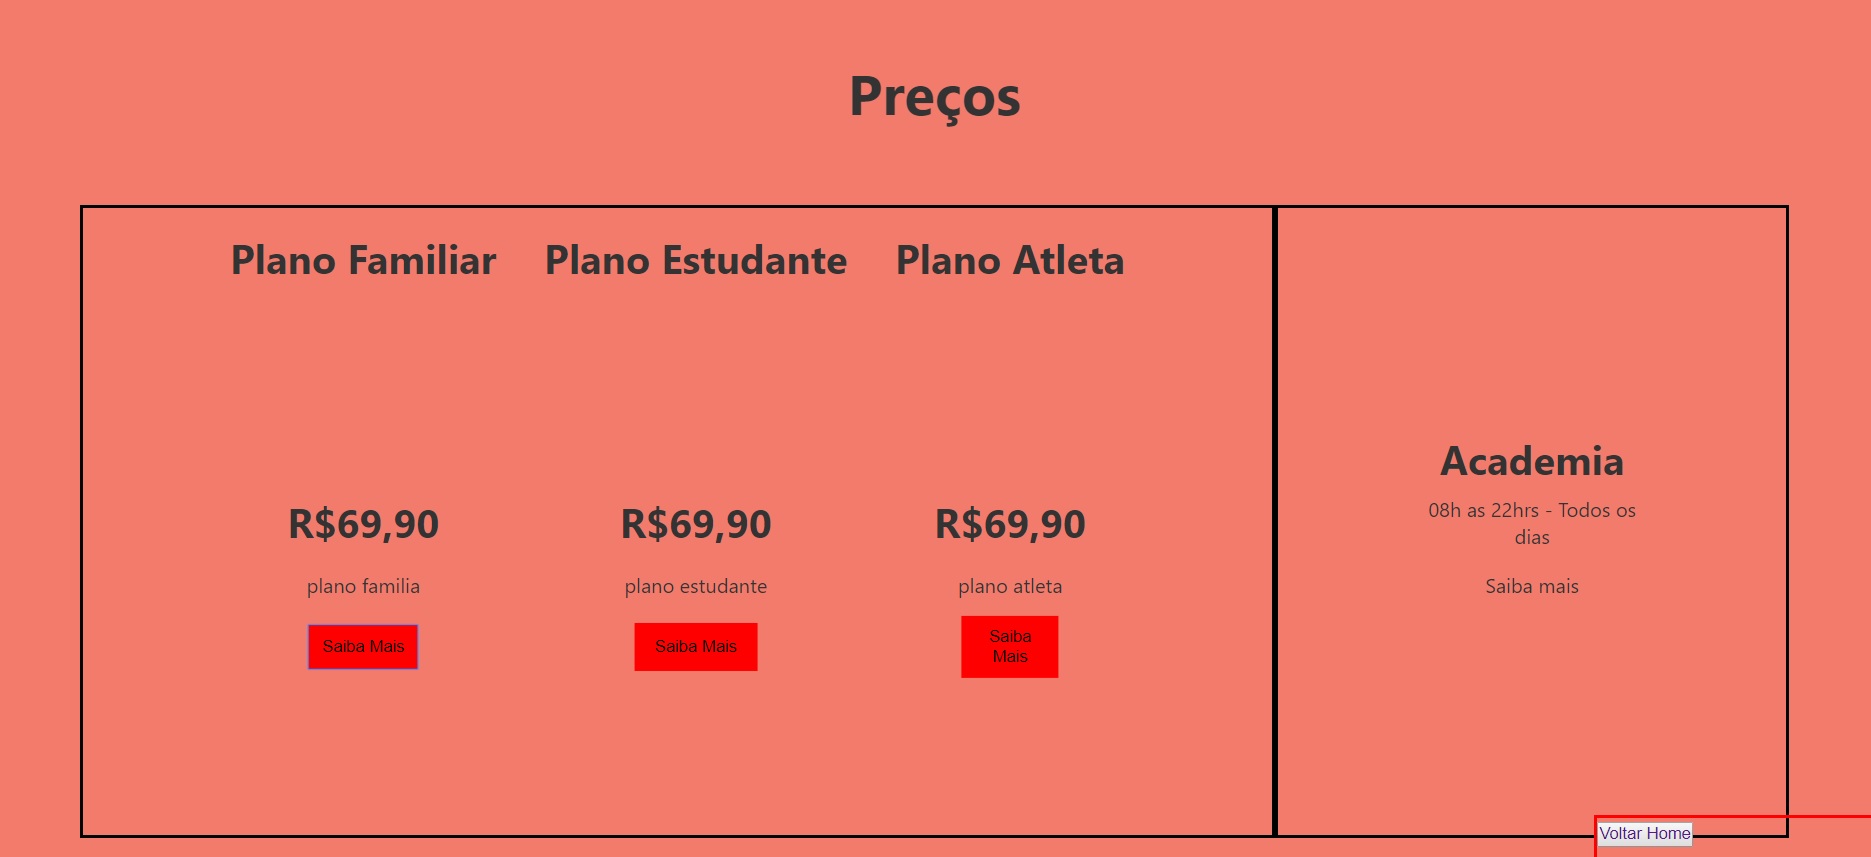 Preços
Plano Familiar
Plano Estudante
Plano Atleta
R$69,90
R$69,90
R$69,90
plano familia
plano estudante
plano atleta
Saiba Mais
Saiba Mais
Saiba
Mais
Academia
08h as 22hrs - Todos os
dias
Saiba mais
Voltar Home